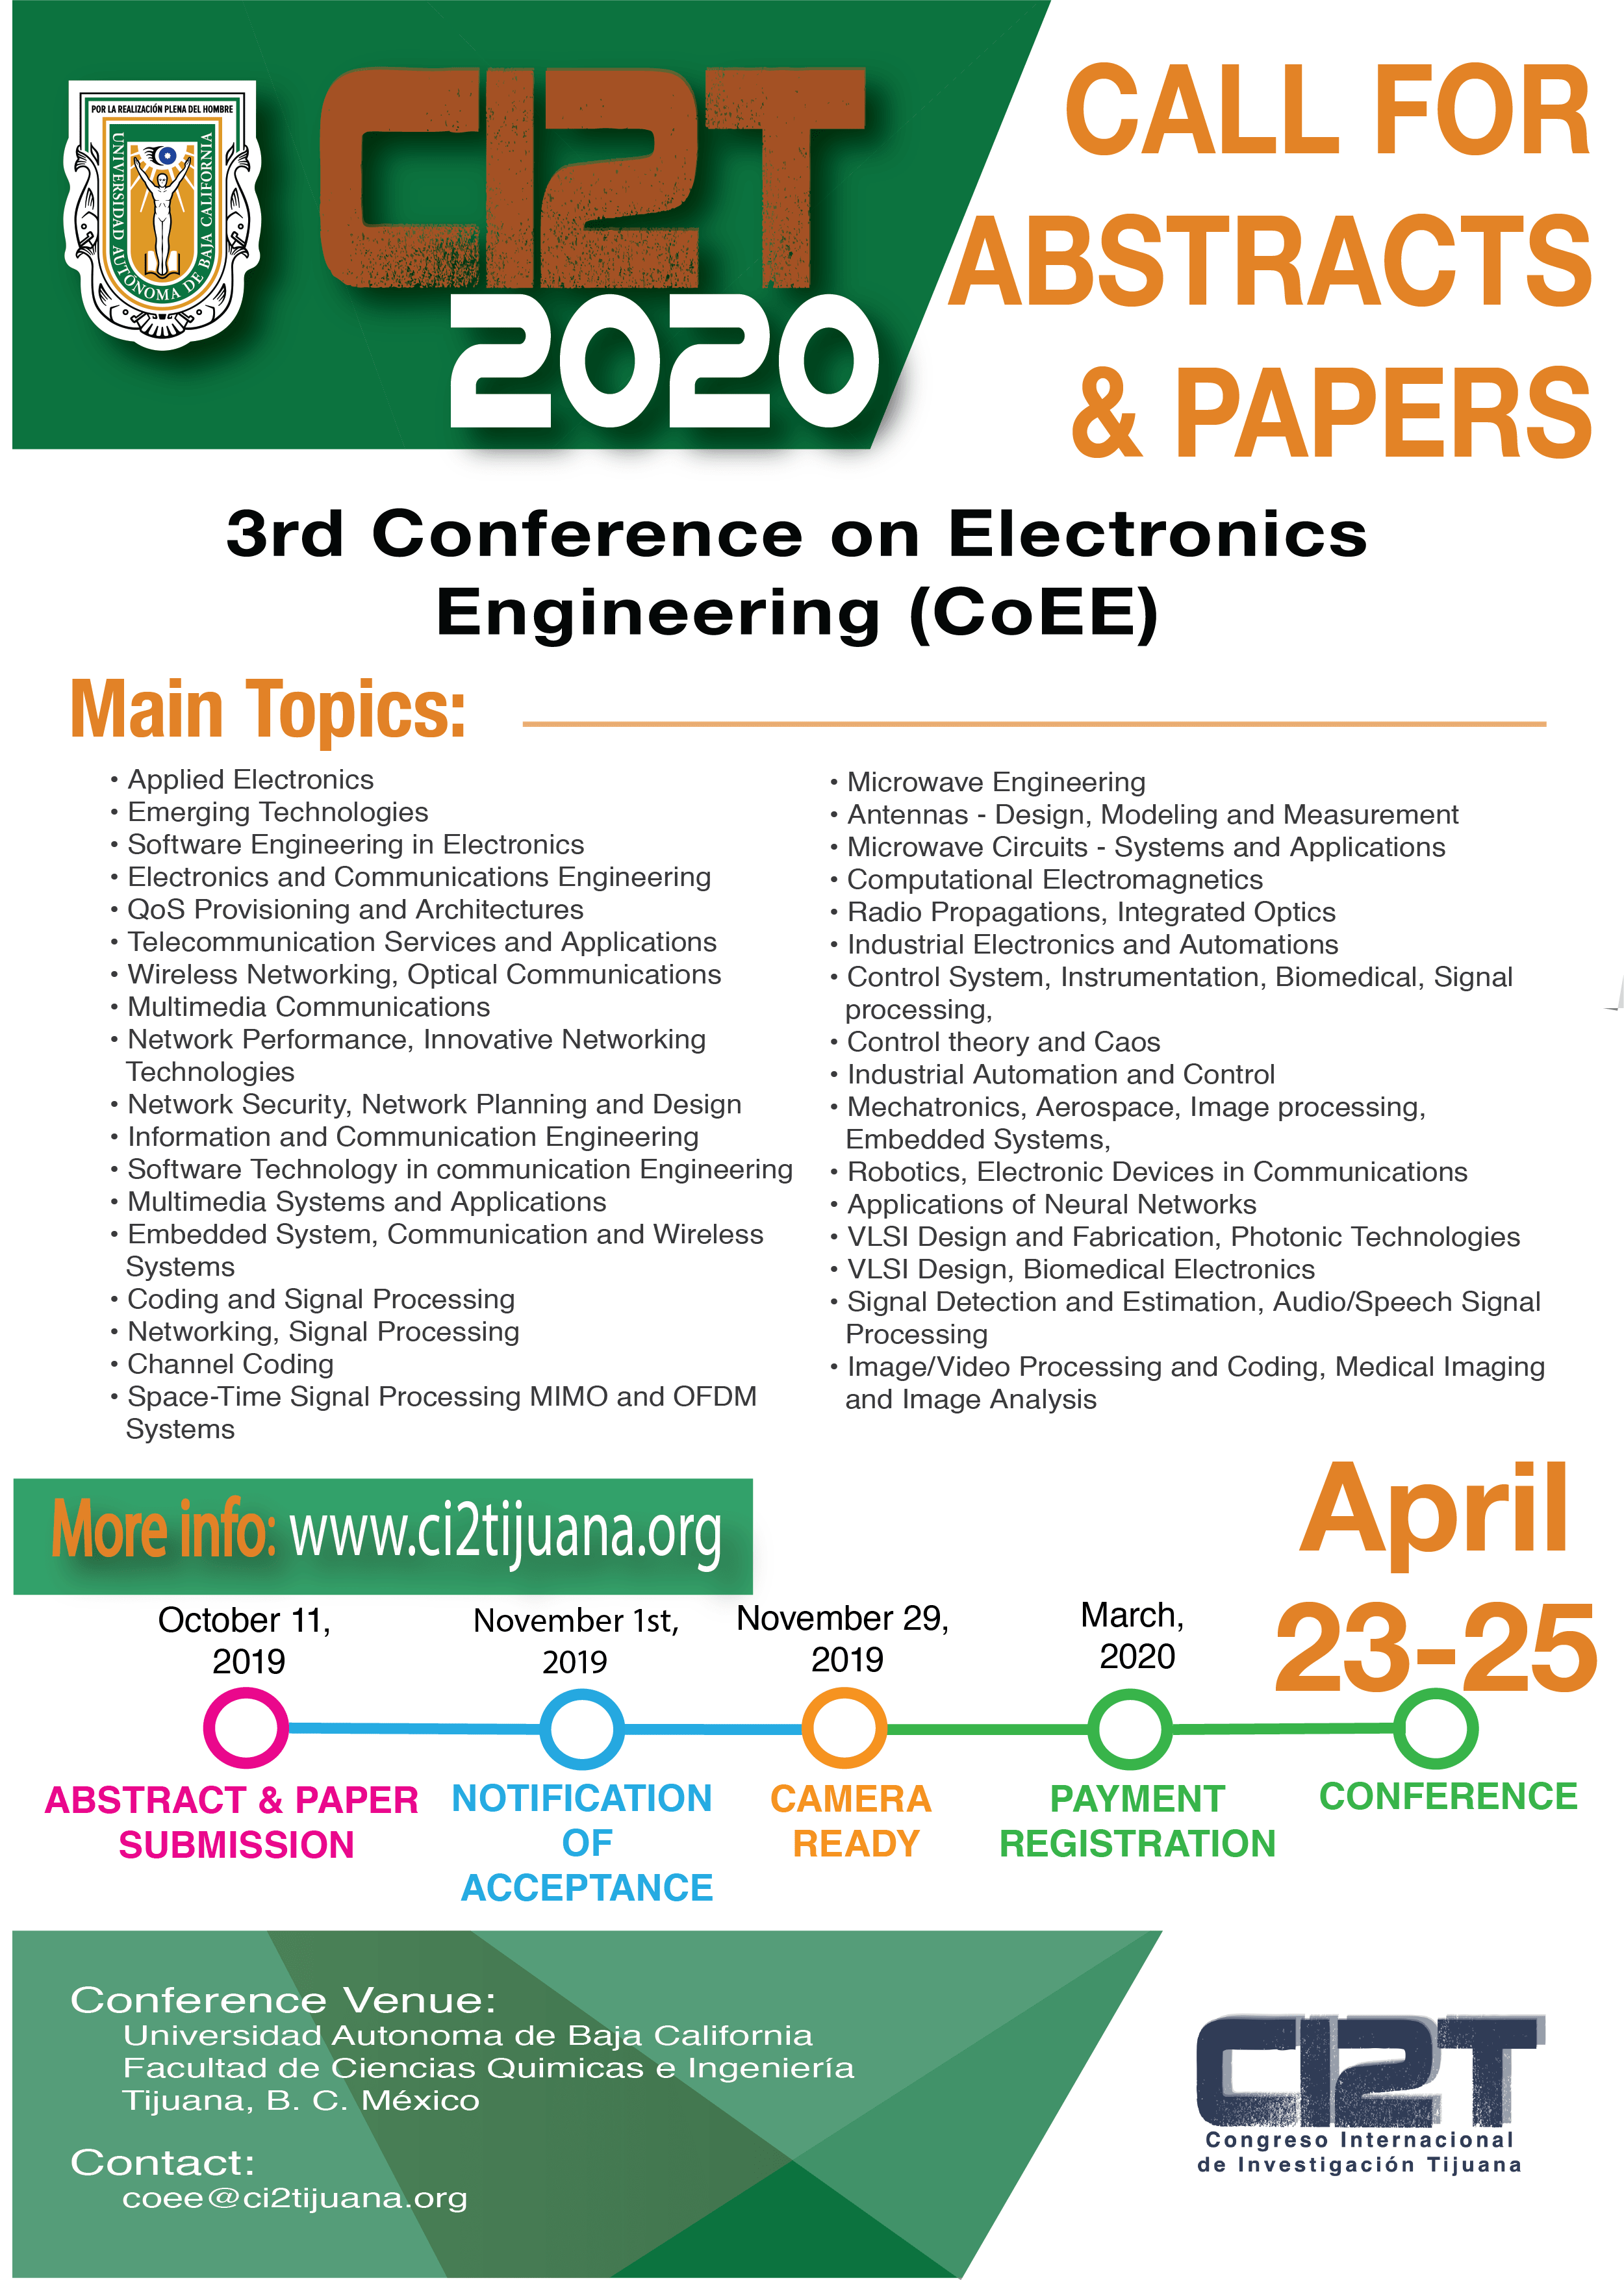 POR LA REALIZACIÓN PLENA DEL HOMBRE
UNIVERSIDAD AUTÓNOMA DE BAJA CALIFORNIA
CI2T
2020
CALL FOR
ABSTRACTS
& PAPERS
3rd Conference on Electronics
Engineering (CoEE)
Main Topics:
• Applied Electronics
• Emerging Technologies
• Software Engineering in Electronics
• Electronics and Communications Engineering
• QoS Provisioning and Architectures
• Telecommunication Services and Applications
• Wireless Networking, Optical Communications
• Multimedia Communications
• Network Performance, Innovative Networking
Technologies
• Network Security, Network Planning and Design
• Information and Communication Engineering
• Software Technology in communication Engineering
• Multimedia Systems and Applications
• Embedded System, Communication and Wireless
Systems
• Coding and Signal Processing
• Networking, Signal Processing
• Channel Coding
• Space-Time Signal Processing MIMO and OFDM
Systems
• Microwave Engineering
• Antennas - Design, Modeling and Measurement
• Microwave Circuits - Systems and Applications
• Computational Electromagnetics
• Radio Propagations, Integrated Optics
• Industrial Electronics and Automations
• Control System, Instrumentation, Biomedical, Signal
processing,
• Control theory and Caos
• Industrial Automation and Control
• Mechatronics, Aerospace, Image processing,
Embedded Systems,
• Robotics, Electronic Devices in Communications
• Applications of Neural Networks
• VLSI Design and Fabrication, Photonic Technologies
• VLSI Design, Biomedical Electronics
• Signal Detection and Estimation, Audio/Speech Signal
Processing
• Image/Video Processing and Coding, Medical Imaging
and Image Analysis
More info: www.ci2tijuana.org
October 11,
2019
ABSTRACT & PAPER
SUBMISSION
November 1st,
2019
NOTIFICATION
OF
ACCEPTANCE
November 29,
2019
CAMERA
READY
March,
2020
PAYMENT
REGISTRATION
April
23-25
CONFERENCE
Conference Venue:
Universidad Autonoma de Baja California
Facultad de Ciencias Quimicas e Ingeniería
Tijuana, B. C. México
Contact:
coee@ci2tijuana.org
CI2T
Congreso Internacional
de Investigación Tijuana